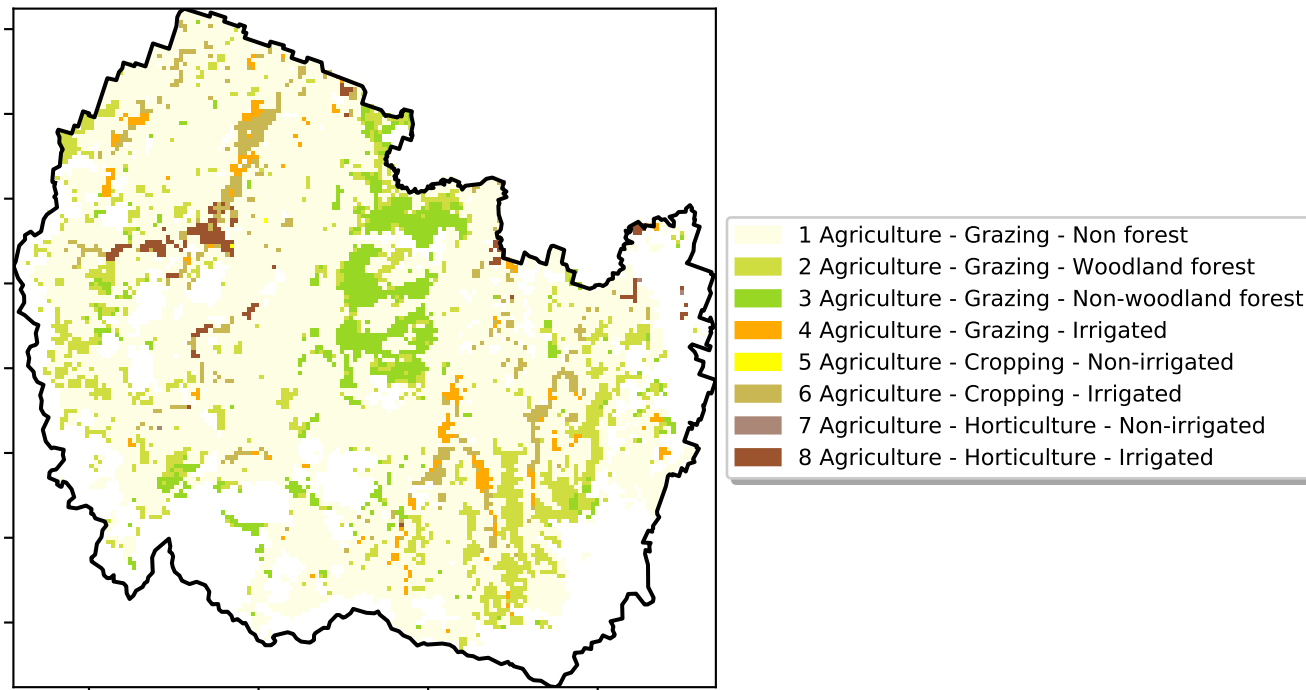 1 Agriculture - Grazing - Non forest
2 Agriculture - Grazing - Woodland forest
3 Agriculture - Grazing - Non-woodland forest
4 Agriculture - Grazing - Irrigated
5 Agriculture - Cropping - Non-irrigated
6 Agriculture - Cropping - Irrigated
7 Agriculture - Horticulture - Non-irrigated
8 Agriculture - Horticulture - Irrigated